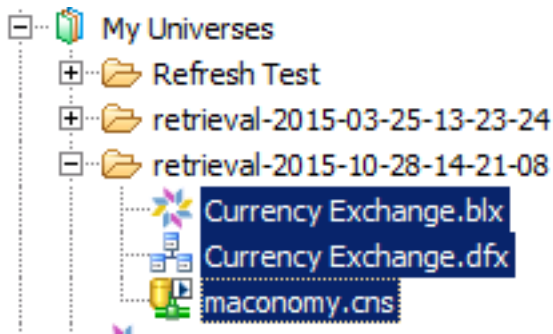 My Universes
Refresh Test
retrieval-2015-03-25-13-23-24
retrieval-2015-10-28-14-21-08
Currency Exchange.blx
Currency Exchange.dfx
maconomy.cns